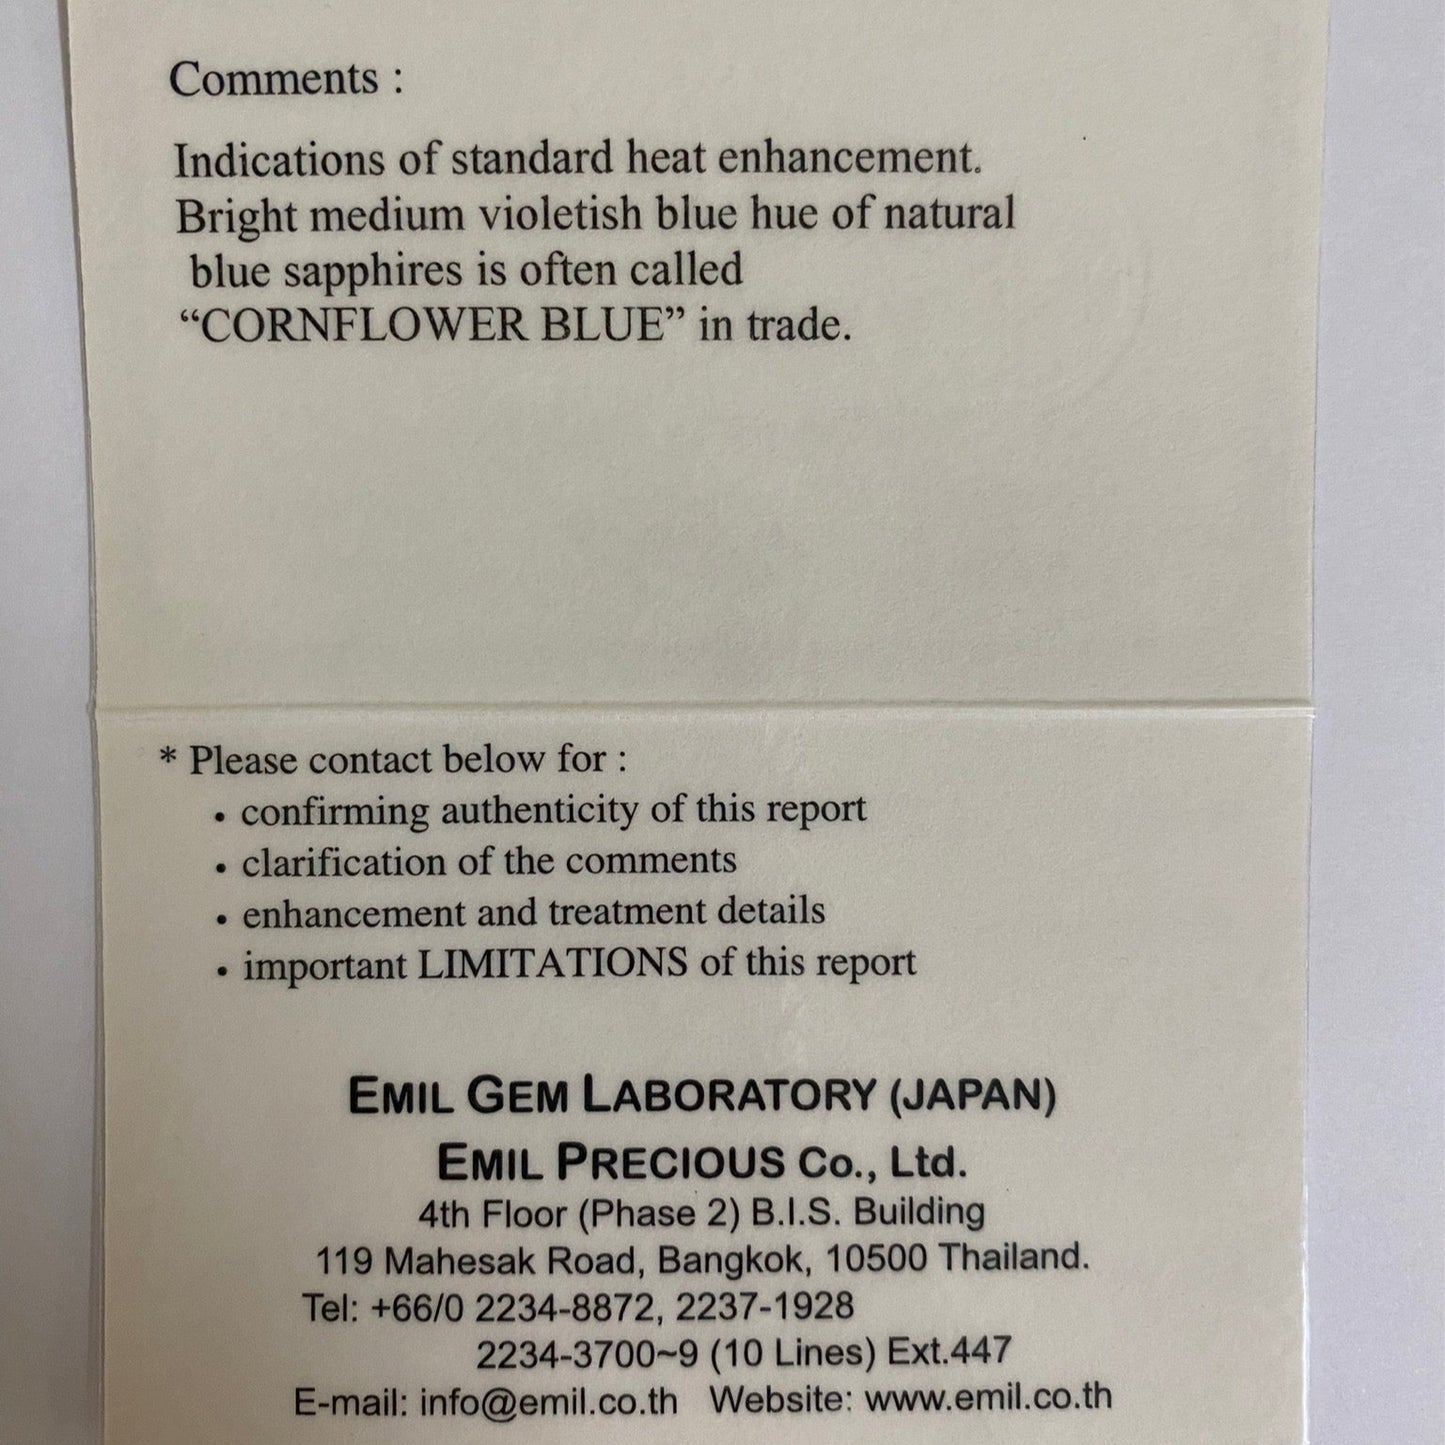 Comments :
Indications of standard heat enhancement.
Bright medium violetish blue hue of natural
blue sapphires is often called
“CORNFLOWER BLUE” in trade.
* Please contact below for :
• confirming authenticity of this report
• clarification of the comments
• enhancement and treatment details
• important LIMITATIONS of this report
EMIL GEM LABORATORY (JAPAN)
EMIL PRECIOUS Co., Ltd.
4th Floor (Phase 2) B.I.S. Building
119 Mahesak Road, Bangkok, 10500 Thailand.
Tel: +66/0 2234-8872, 2237-1928
2234-3700~9 (10 Lines) Ext.447
E-mail: info@emil.co.th Website: www.emil.co.th